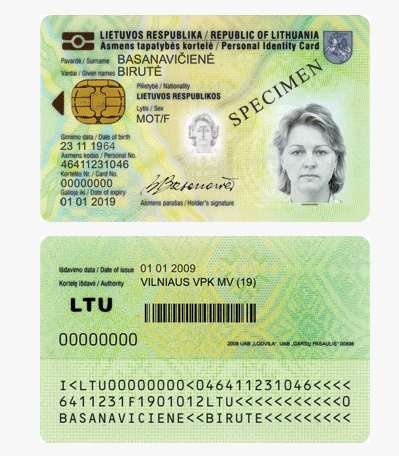 LIETUVOS RESPUBLIKA / REPUBLIC OF LITHUANIA
Asmens tapatybės kortelė / Personal Identity Card
Pavardė / Surname BASANAVIČIENĖ
Vardai / Given names BIRUTĖ
Pilietybė / Nationality
LIETUVOS RESPUBLIKOS
Lytis / Sex
MOT/F
SPECIMEN
Gimimo data / Date of birth
23 11 1964
Asmens kodas / Personal No.
46411231046
Kortelės Nr. / Card No.
00000000
Galioja iki / Date of expiry
01 01 2019
Asmens parašas / Holder's signature
Išdavimo data / Date of issue 01 01 2009
Kortelę išdavė / Authority VILNIAUS VPK MV (19)
LTU
00000000
2008 UAB „LODVILA“, UAB „GARSŲ PASAULIS“ 00898
I<LTU00000000<046411231046<<<<
6411231F1901012LTU<<<<<<<<<<<0
BASANAVICIENE<<BIRUTE<<<<<<<<<